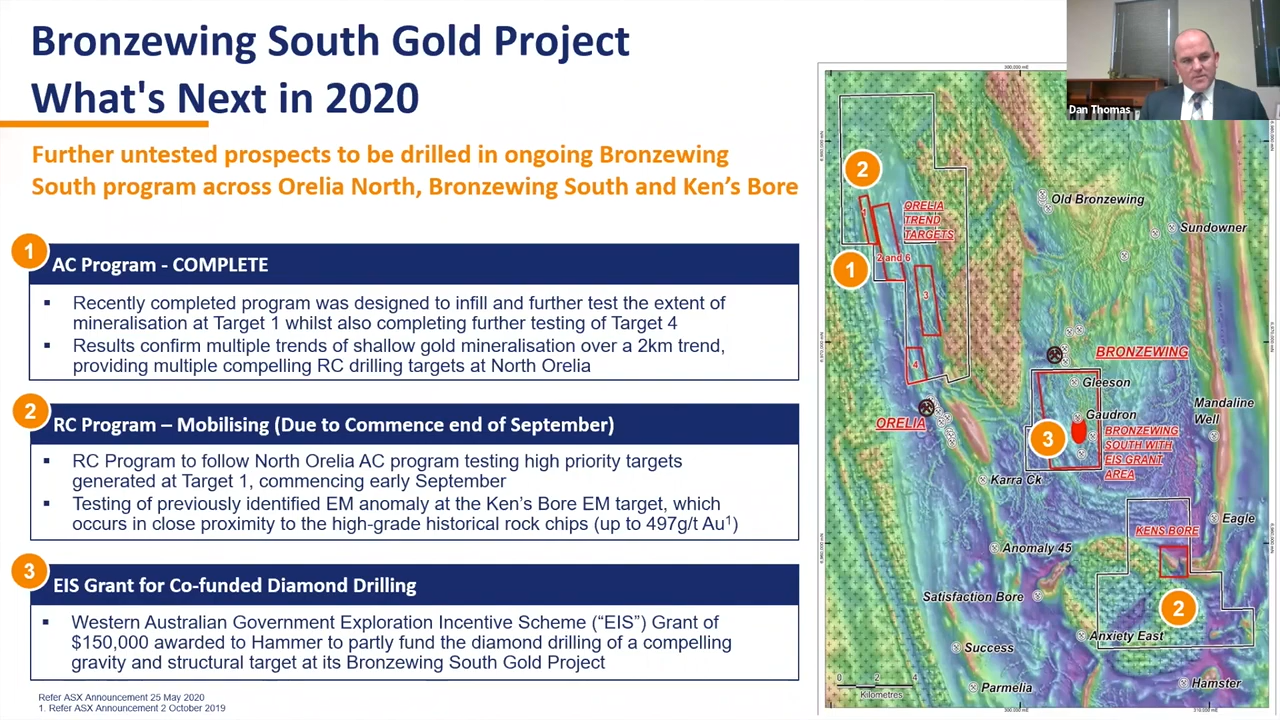 Bronzewing South Gold Project
What's Next in 2020
Further untested prospects to be drilled in ongoing Bronzewing
South program across Orelia North, Bronzewing South and Ken's Bore
1
AC Program - COMPLETE
▪ Recently completed program was designed to infill and further test the extent of
mineralisation at Target 1 whilst also completing further testing of Target 4
▪ Results confirm multiple trends of shallow gold mineralisation over a 2km trend,
providing multiple compelling RC drilling targets at North Orelia
2
RC Program – Mobilising (Due to Commence end of September)
▪ RC Program to follow North Orelia AC program testing high priority targets
generated at Target 1, commencing early September
▪ Testing of previously identified EM anomaly at the Ken's Bore EM target, which
occurs in close proximity to the high-grade historical rock chips (up to 497g/t Au¹)
3
EIS Grant for Co-funded Diamond Drilling
▪ Western Australian Government Exploration Incentive Scheme ("EIS") Grant of
$150,000 awarded to Hammer to partly fund the diamond drilling of a compelling
gravity and structural target at its Bronzewing South Gold Project
Refer ASX Announcement 25 May 2020
1. Refer ASX Announcement 2 October 2019
Dan Thomas
2
Old Bronzewing
1
ORELIA
TREND
TARGETS
Sundowner
2 and 6
1
3
4
BRONZEWING
Gleeson
Mandaline
Well
Gaudron
ORELIA
3
BRONZEWING
SOUTH WITH
EIS GRANT
AREA
Karra Ck
Eagle
KENS BORE
Anomaly 45
Satisfaction Bore
2
Anxiety East
Success
Hamster
Parmelia
0 2 4
Kilometres